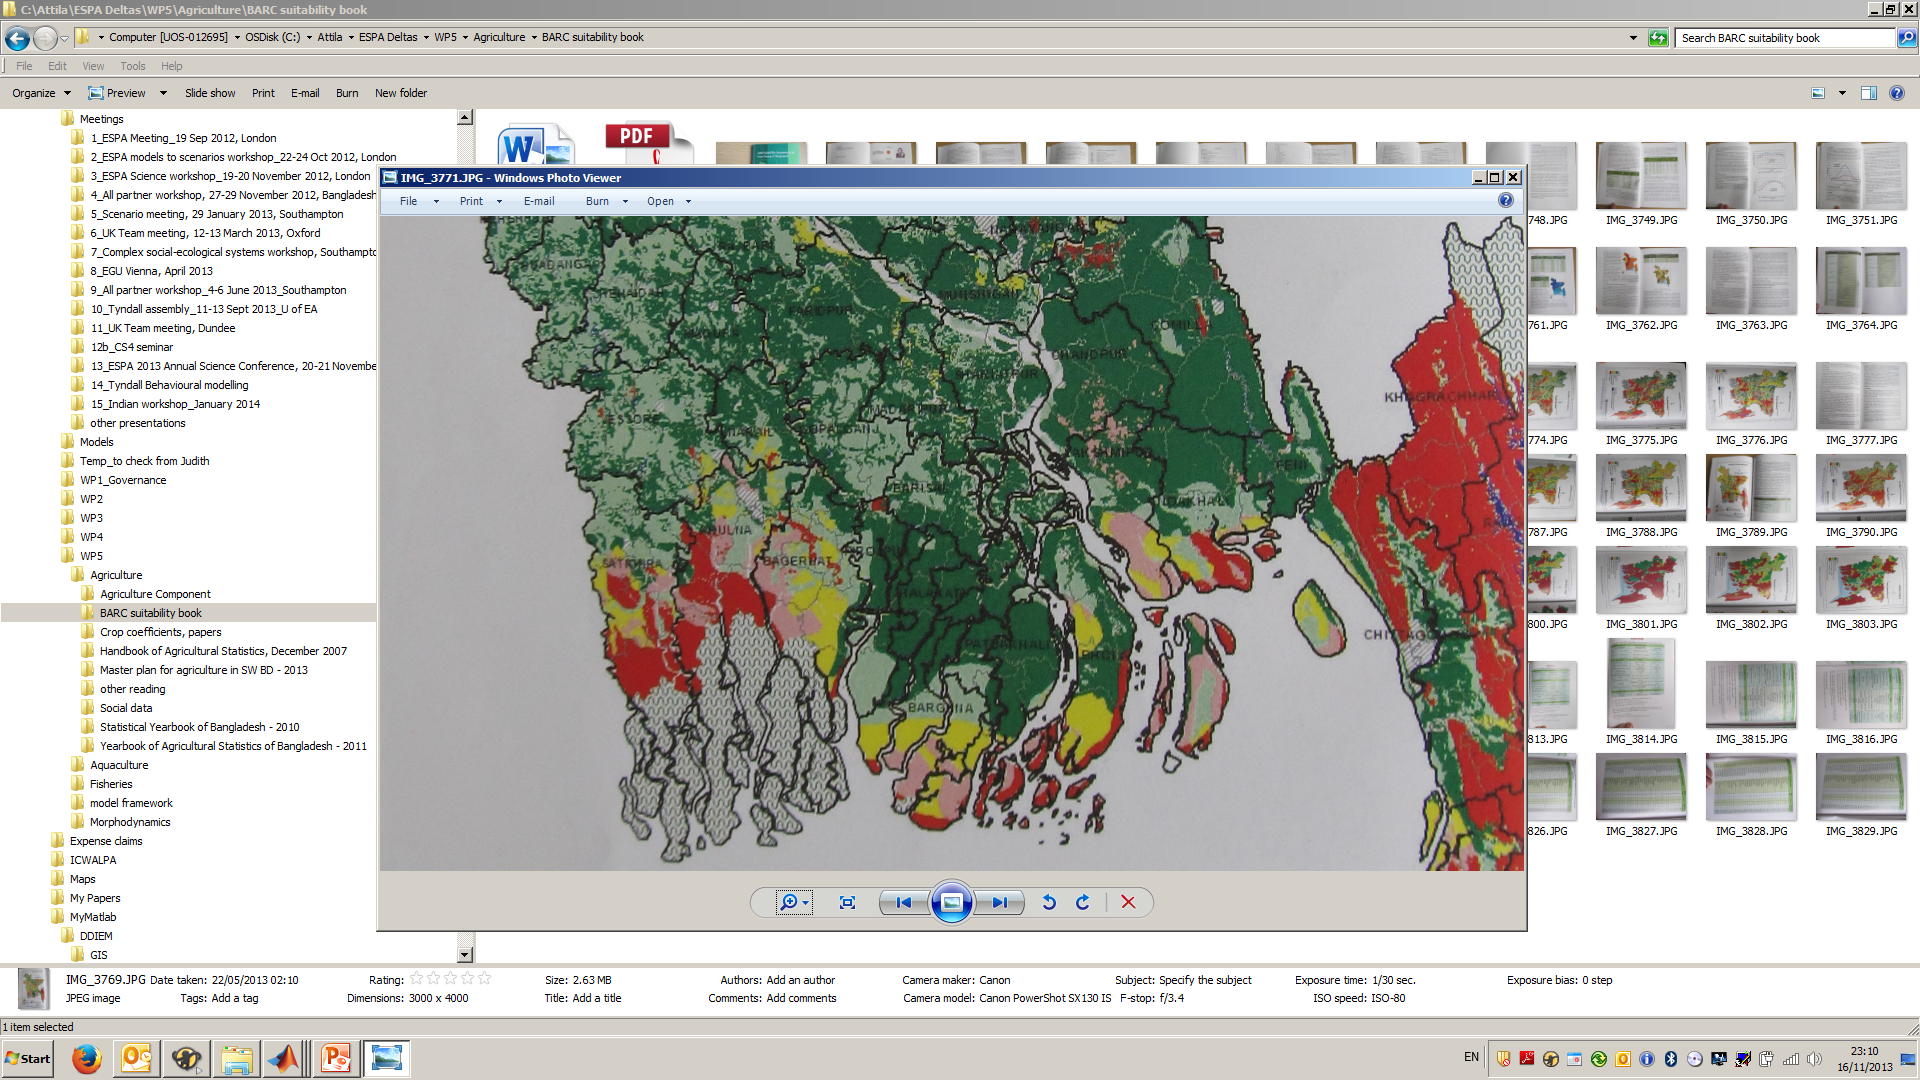 C:\Attila\ESPA Deltas\WP5\Agriculture\BARC suitability book
Computer [UOS-012695] OSDisk (C:) Attila ESPA Deltas WP5 Agriculture BARC suitability book
Search BARC suitability book
File Edit View Tools Help
Organize Preview Slide show Print E-mail Burn New folder
Meetings
1_ESPA Meeting_19 Sep 2012, London
2_ESPA models to scenarios workshop_22-24 Oct 2012, London
3_ESPA Science workshop_19-20 November 2012, London
4_All partner workshop, 27-29 November 2012, Bangladesh
5_Scenario meeting, 29 January 2013, Southampton
6_UK Team meeting, 12-13 March 2013, Oxford
7_Complex social-ecological systems workshop, Southampto
8_EGU Vienna, April 2013
9_All partner workshop_4-6 June 2013_Southampton
10_Tyndall assembly_11-13 Sept 2013_U of EA
11_UK Team meeting, Dundee
12b_CS4 seminar
13_ESPA 2013 Annual Science Conference, 20-21 Novembe
14_Tyndall Behavioural modelling
15_Indian workshop_January 2014
other presentations
Models
Temp_to check from Judith
WP1_Governance
WP2
WP3
WP4
WP5
Agriculture
Agriculture Component
BARC suitability book
Crop coefficients, papers
Handbook of Agricultural Statistics, December 2007
Master plan for agriculture in SW BD - 2013
other reading
Social data
Statistical Yearbook of Bangladesh - 2010
Yearbook of Agricultural Statistics of Bangladesh - 2011
Aquaculture
Fisheries
model framework
Morphodynamics
Expense claims
ICWALPA
Maps
My Papers
MyMatlab
DDIEM
GIS
W
PDF
IMG_3771.JPG - Windows Photo Viewer
File Print E-mail Burn Open
MUNSHIGANJ
FARIDPUR
COMILLA
CHANDPUR
SHARIATPUR
MADARIPUR
GOPALGANJ
KHAGRACHHARI
JESSORE
LAKSHMIPUR
FENI
BARISAL
NOAKHALI
KHULNA
SATKHIRA
BAGERHAT
JHALAKATHI
PATUAKHALI
BHOLA
BARGUNA
748.JPG IMG_3749.JPG IMG_3750.JPG IMG_3751.JPG
761.JPG IMG_3762.JPG IMG_3763.JPG IMG_3764.JPG
774.JPG IMG_3775.JPG IMG_3776.JPG IMG_3777.JPG
787.JPG IMG_3788.JPG IMG_3789.JPG IMG_3790.JPG
800.JPG IMG_3801.JPG IMG_3802.JPG IMG_3803.JPG
813.JPG IMG_3814.JPG IMG_3815.JPG IMG_3816.JPG
826.JPG IMG_3827.JPG IMG_3828.JPG IMG_3829.JPG
IMG_3769.JPG Date taken: 22/05/2013 02:10 Rating: Size: 2.63 MB Authors: Add an author Camera maker: Canon Subject: Specify the subject Exposure time: 1/30 sec. Exposure bias: 0 step
JPEG image Tags: Add a tag Dimensions: 3000 x 4000 Title: Add a title Comments: Add comments Camera model: Canon PowerShot SX130 IS F-stop: f/3.4 ISO speed: ISO-80
1 item selected
Start
EN
23:10
16/11/2013